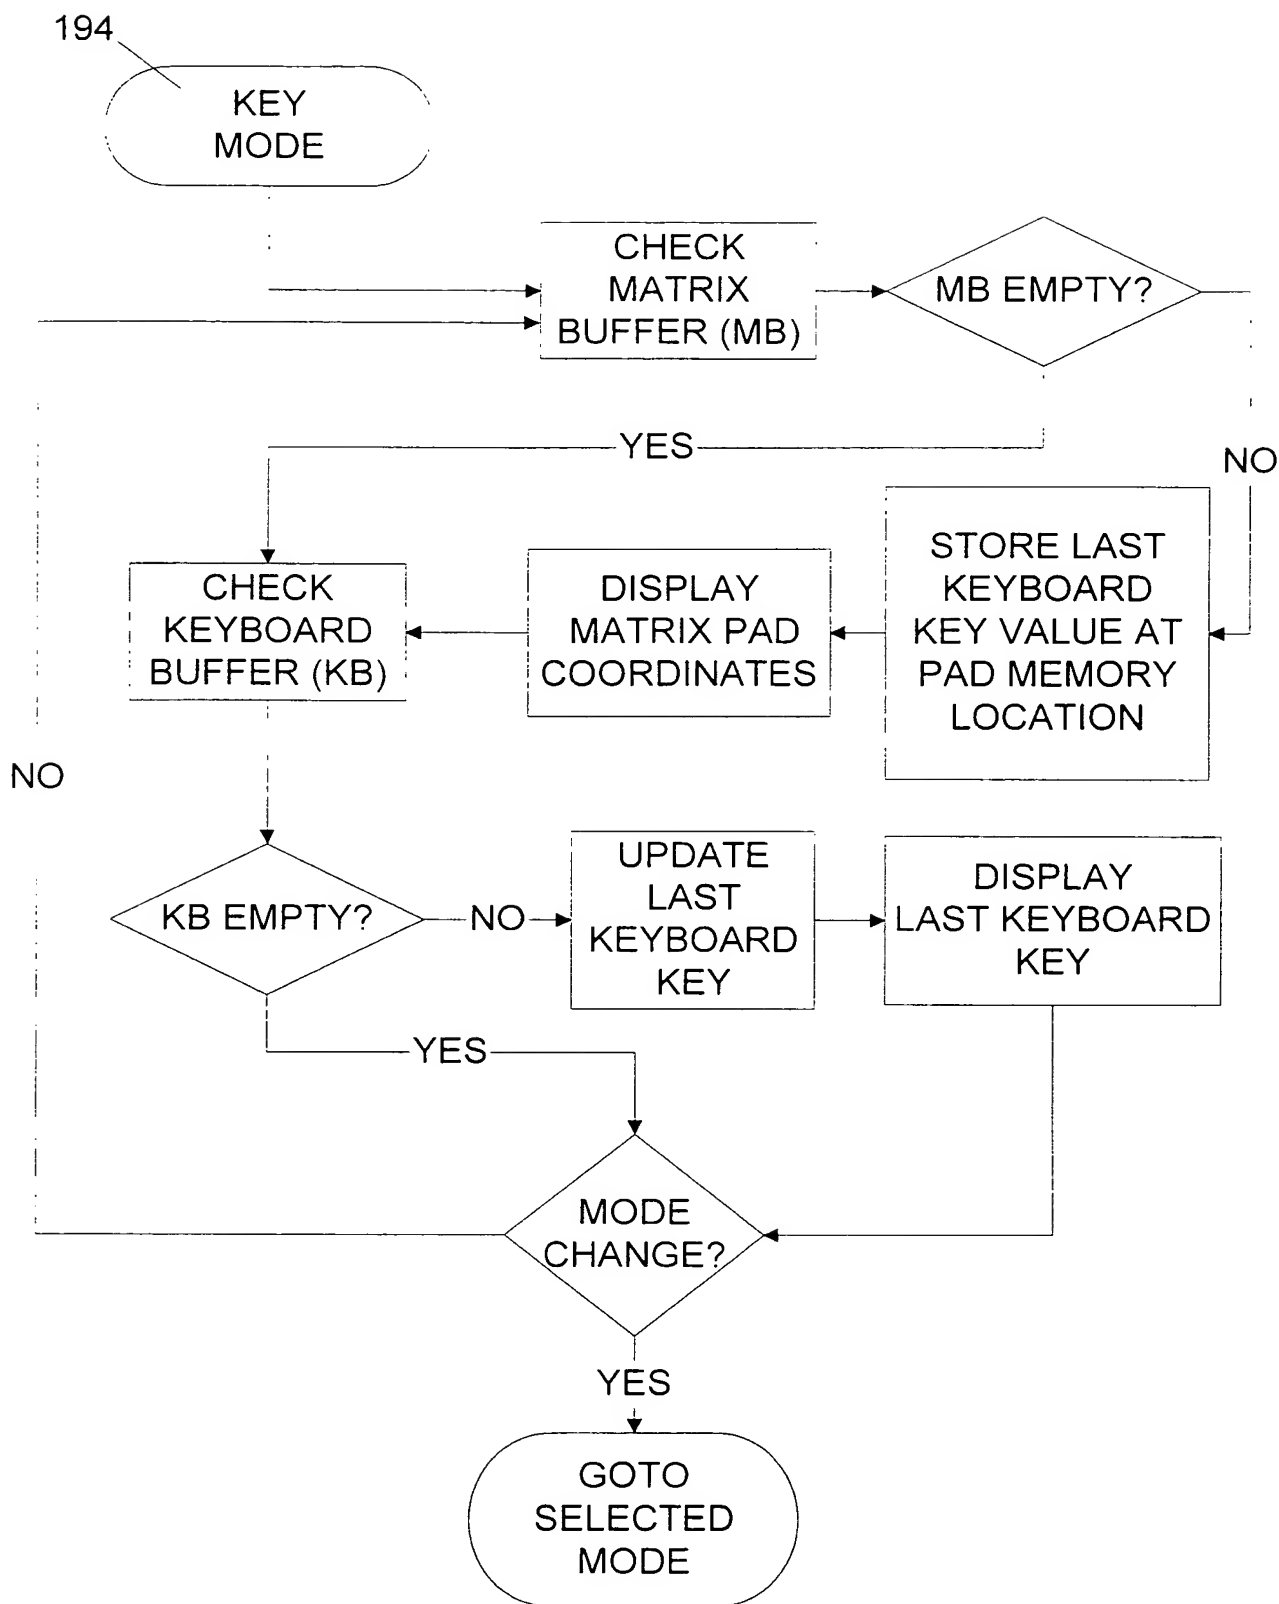 194
KEY
MODE
CHECK
MATRIX
BUFFER (MB)
MB EMPTY?
YES
NO
STORE LAST
KEYBOARD
KEY VALUE AT
PAD MEMORY
LOCATION
DISPLAY
MATRIX PAD
COORDINATES
CHECK
KEYBOARD
BUFFER (KB)
NO
KB EMPTY?
NO
UPDATE
LAST
KEYBOARD
KEY
DISPLAY
LAST KEYBOARD
KEY
YES
MODE
CHANGE?
YES
GOTO
SELECTED
MODE